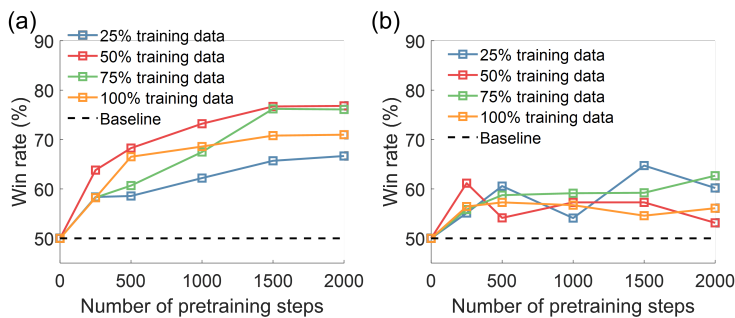 (a)
25% training data
50% training data
75% training data
100% training data
Baseline
Win rate (%)
90
80
70
60
50
0
500
1000
1500
2000
Number of pretraining steps
(b)
25% training data
50% training data
75% training data
100% training data
Baseline
Win rate (%)
90
80
70
60
50
0
500
1000
1500
2000
Number of pretraining steps